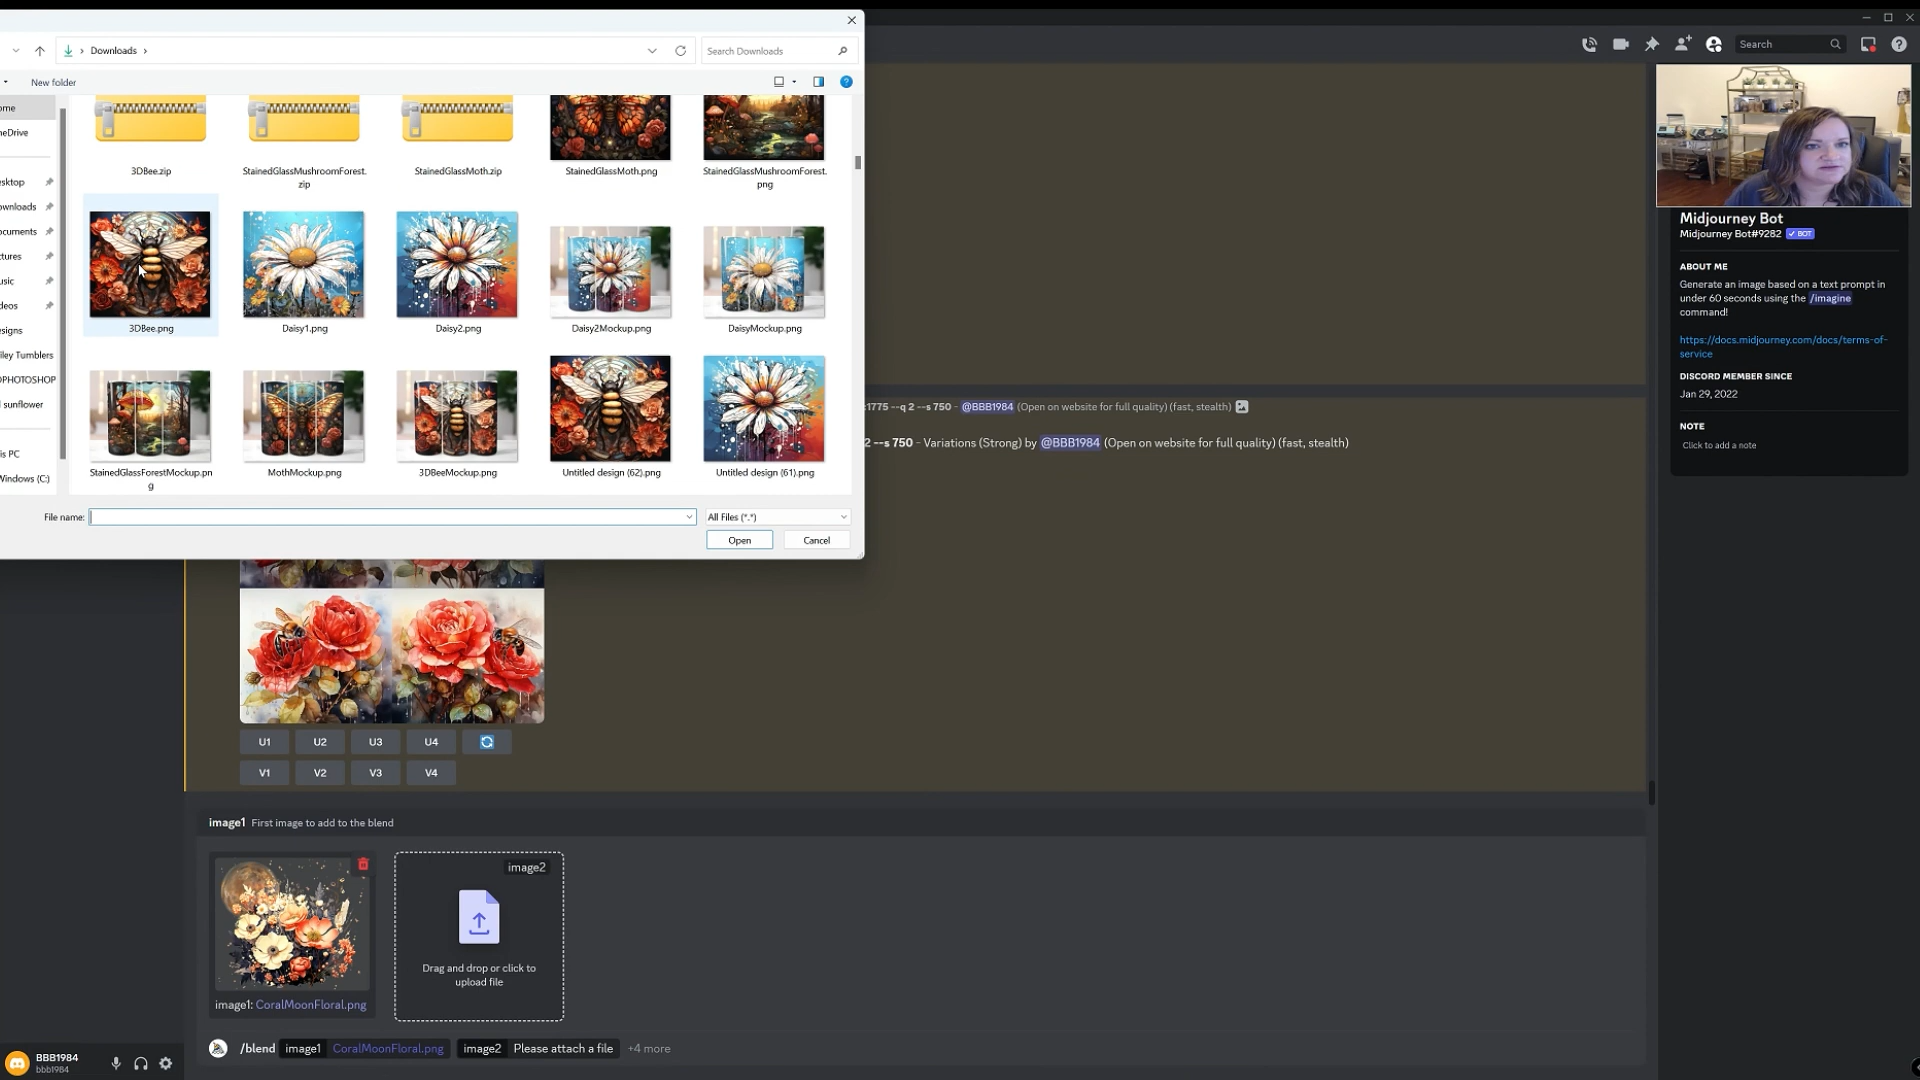 Downloads
Search Downloads
New folder
ome
neDrive
esktop
ownloads
ocuments
ctures
usic
deos
esigns
iley Tumblers
OPHOTOSHOP
l sunflower
is PC
Windows (C:)
3DBee.zip
StainedGlassMushroomForest.
zip
StainedGlassMoth.zip
StainedGlassMoth.png
StainedGlassMushroomForest.
png
3DBee.png
Daisy1.png
Daisy2.png
Daisy2Mockup.png
DaisyMockup.png
StainedGlassForestMockup.pn
g
MothMockup.png
3DBeeMockup.png
Untitled design (62).png
Untitled design (61).png
File name:
All Files (*.*)
Open
Cancel
Search
Midjourney Bot
Midjourney Bot#9282 ✓ BOT
ABOUT ME
Generate an image based on a text prompt in
under 60 seconds using the /imagine
command!
https://docs.midjourney.com/docs/terms-of-
service
DISCORD MEMBER SINCE
Jan 29, 2022
NOTE
Click to add a note
:1775 --q 2 --s 750 - @BBB1984 (Open on website for full quality) (fast, stealth)
2 --s 750 - Variations (Strong) by @BBB1984 (Open on website for full quality) (fast, stealth)
U1 U2 U3 U4
V1 V2 V3 V4
image1 First image to add to the blend
image2
Drag and drop or click to
upload file
image1: CoralMoonFloral.png
/blend image1 CoralMoonFloral.png image2 Please attach a file +4 more
BBB1984
bbb1984